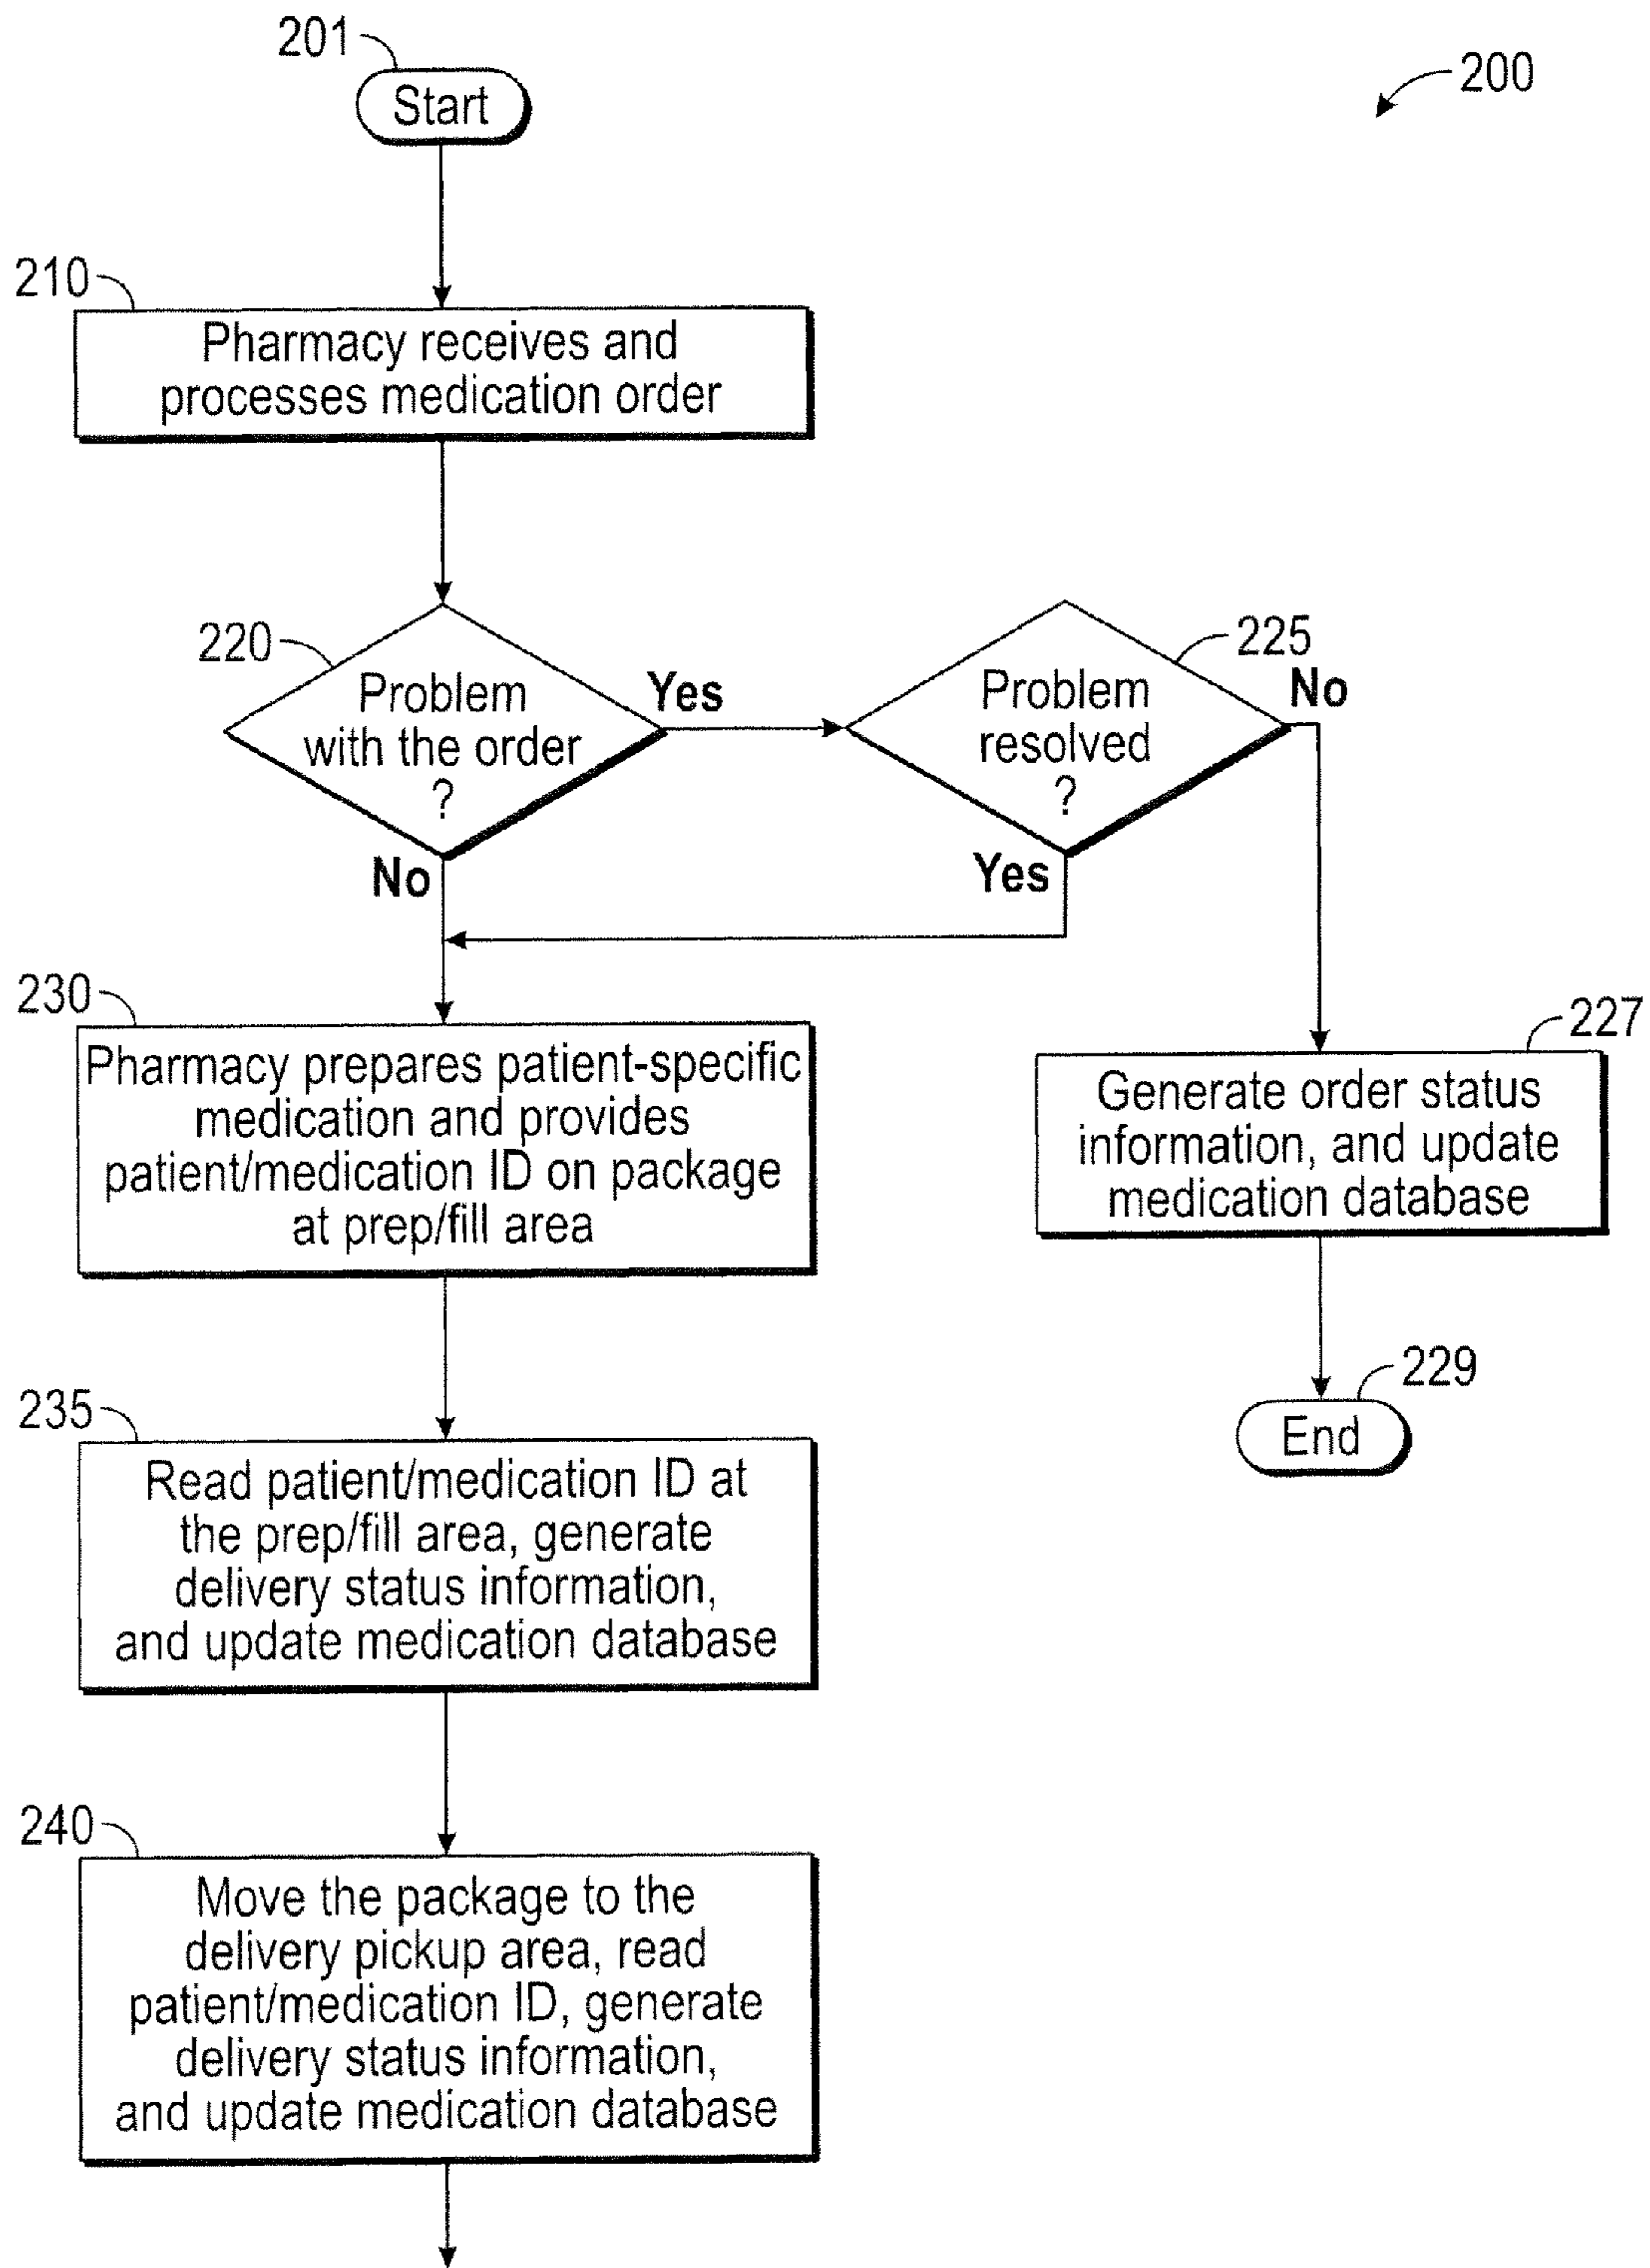 201
Start
200
210
Pharmacy receives and
processes medication order
220
Problem
with the order
?
Yes
No
225
Problem
resolved
?
No
Yes
230
Pharmacy prepares patient-specific
medication and provides
patient/medication ID on package
at prep/fill area
227
Generate order status
information, and update
medication database
229
End
235
Read patient/medication ID at
the prep/fill area, generate
delivery status information,
and update medication database
240
Move the package to the
delivery pickup area, read
patient/medication ID, generate
delivery status information,
and update medication database